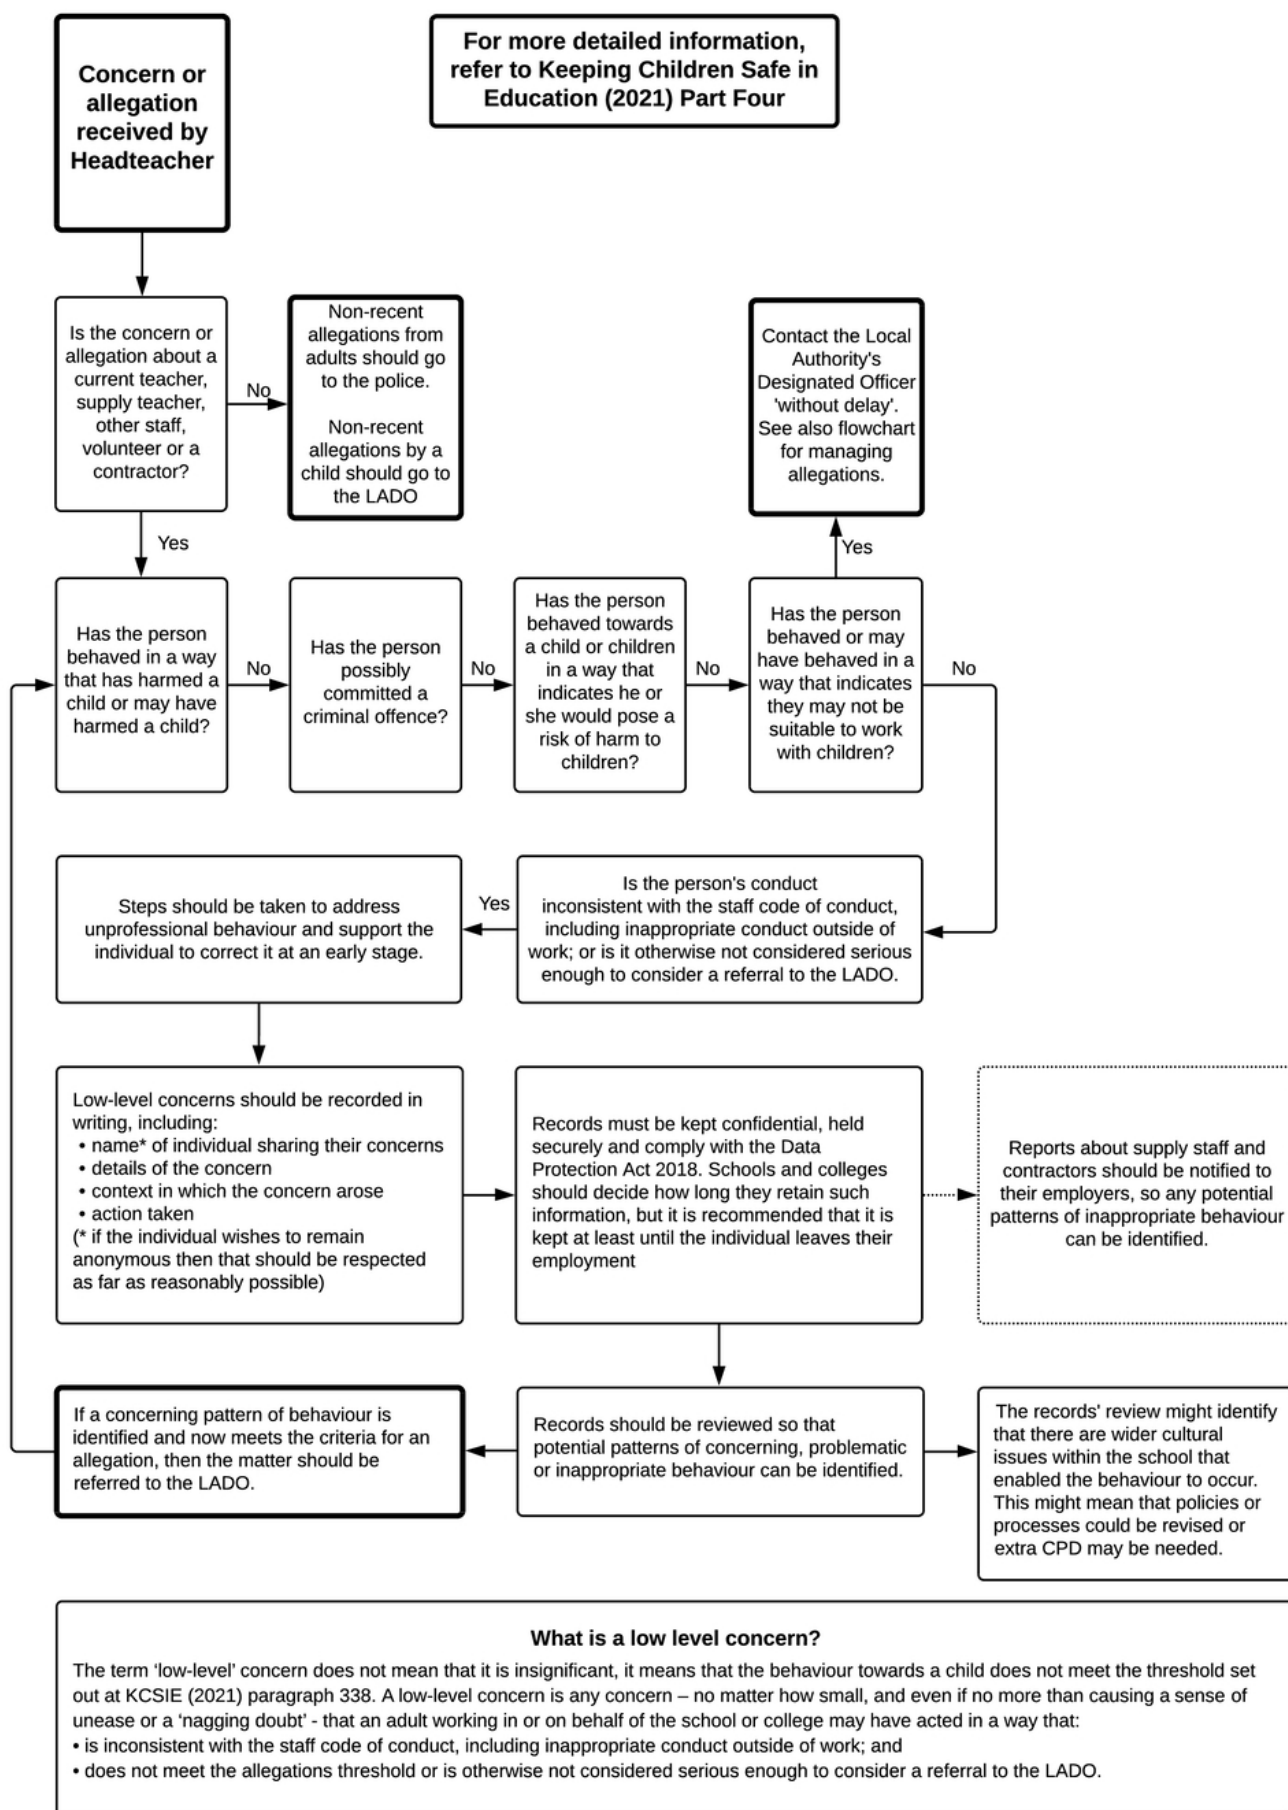 Concern or
allegation
received by
Headteacher
For more detailed information,
refer to Keeping Children Safe in
Education (2021) Part Four
Is the concern or
allegation about a
current teacher,
supply teacher,
other staff,
volunteer or a
contractor?
No
Non-recent
allegations from
adults should go
to the police.
Non-recent
allegations by a
child should go to
the LADO
Contact the Local
Authority's
Designated Officer
'without delay'.
See also flowchart
for managing
allegations.
Yes
Yes
Has the person
behaved in a way
that has harmed a
child or may have
harmed a child?
No
Has the person
possibly
committed a
criminal offence?
No
Has the person
behaved towards
a child or children
in a way that
indicates he or
she would pose a
risk of harm to
children?
No
Has the person
behaved or may
have behaved in a
way that indicates
they may not be
suitable to work
with children?
No
Steps should be taken to address
unprofessional behaviour and support the
individual to correct it at an early stage.
Yes
Is the person's conduct
inconsistent with the staff code of conduct,
including inappropriate conduct outside of
work; or is it otherwise not considered serious
enough to consider a referral to the LADO.
Low-level concerns should be recorded in
writing, including:
• name* of individual sharing their concerns
• details of the concern
• context in which the concern arose
• action taken
(* if the individual wishes to remain
anonymous then that should be respected
as far as reasonably possible)
Records must be kept confidential, held
securely and comply with the Data
Protection Act 2018. Schools and colleges
should decide how long they retain such
information, but it is recommended that it is
kept at least until the individual leaves their
employment
Reports about supply staff and
contractors should be notified to
their employers, so any potential
patterns of inappropriate behaviour
can be identified.
If a concerning pattern of behaviour is
identified and now meets the criteria for an
allegation, then the matter should be
referred to the LADO.
Records should be reviewed so that
potential patterns of concerning, problematic
or inappropriate behaviour can be identified.
The records' review might identify
that there are wider cultural
issues within the school that
enabled the behaviour to occur.
This might mean that policies or
processes could be revised or
extra CPD may be needed.
What is a low level concern?
The term ‘low-level’ concern does not mean that it is insignificant, it means that the behaviour towards a child does not meet the threshold set
out at KCSIE (2021) paragraph 338. A low-level concern is any concern – no matter how small, and even if no more than causing a sense of
unease or a ‘nagging doubt’ - that an adult working in or on behalf of the school or college may have acted in a way that:
• is inconsistent with the staff code of conduct, including inappropriate conduct outside of work; and
• does not meet the allegations threshold or is otherwise not considered serious enough to consider a referral to the LADO.